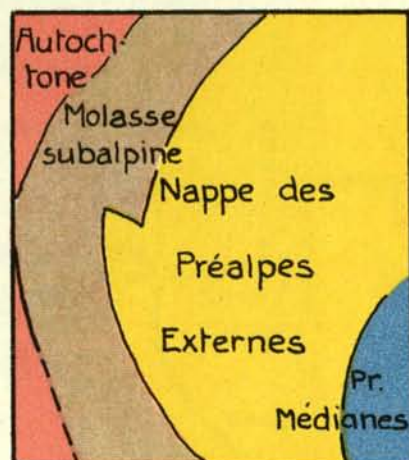 Autoch-
tone
Molasse
subalpine
Nappe des
Préalpes
Externes
Pr.
Médianes